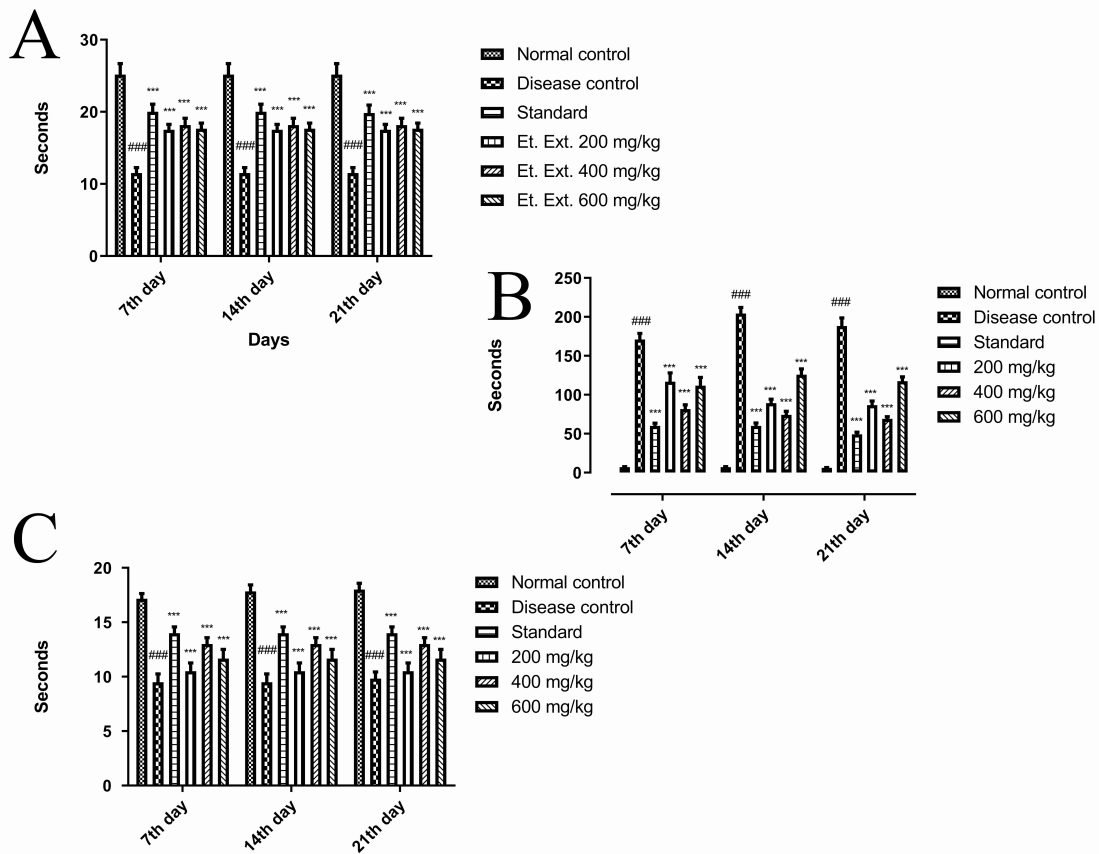 A
30
20
10
0
Seconds
***
***
***
***
###
***
***
***
***
###
***
***
***
***
###
7th day
14th day
21th day
Days
Normal control
Disease control
Standard
Et. Ext. 200 mg/kg
Et. Ext. 400 mg/kg
Et. Ext. 600 mg/kg
B
250
200
150
100
50
0
Seconds
###
***
***
***
***
###
***
***
***
***
###
***
***
***
***
7th day
14th day
21th day
Normal control
Disease control
Standard
200 mg/kg
400 mg/kg
600 mg/kg
C
20
15
10
5
0
Seconds
###
***
***
***
***
###
***
***
***
***
###
***
***
***
***
7th day
14th day
21th day
Normal control
Disease control
Standard
200 mg/kg
400 mg/kg
600 mg/kg